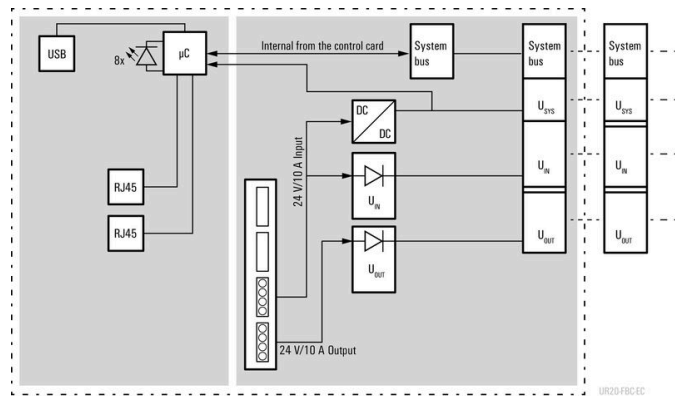 USB
8x
µC
Internal from the control card
System
bus
System
bus
System
bus
DC
DC
U SYS
U SYS
24 V/10 A Input
U IN
U IN
U IN
RJ45
RJ45
U OUT
U OUT
U OUT
24 V/10 A Output
UR20-FBC-EC